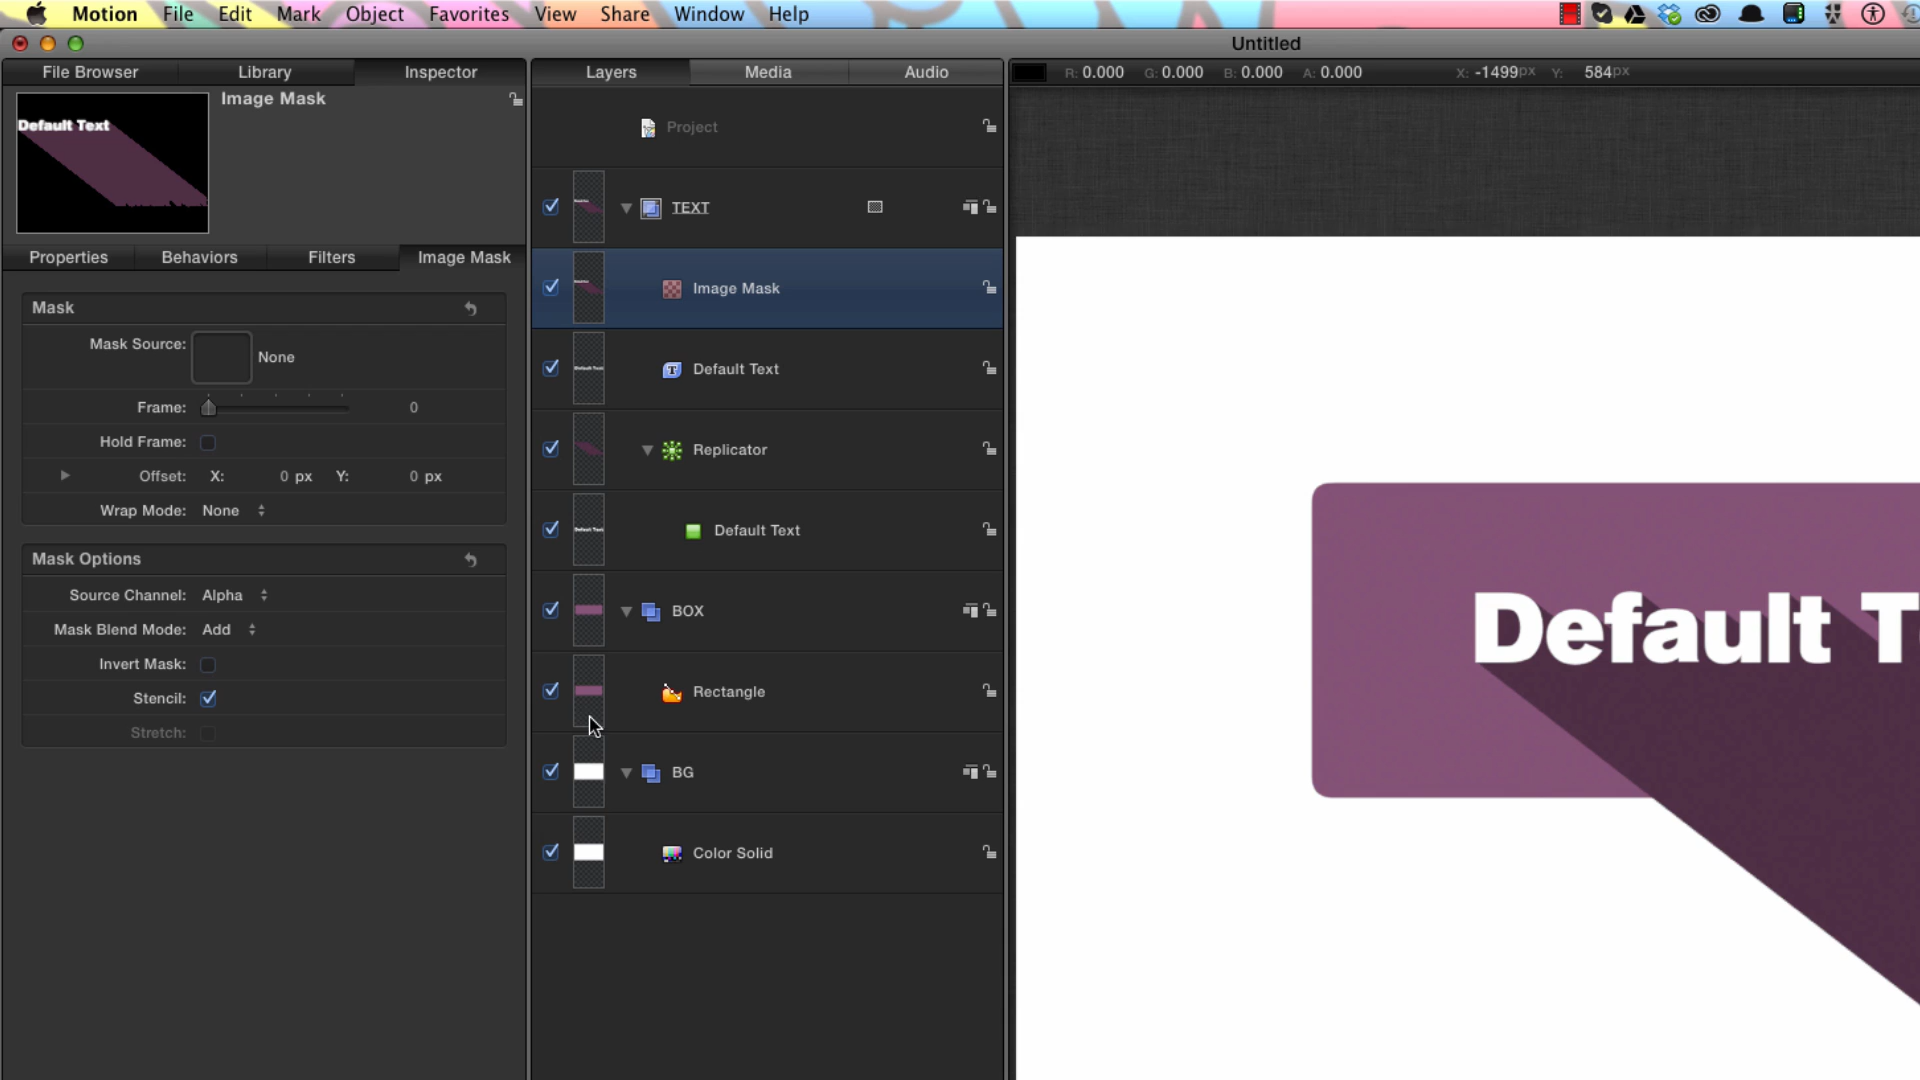 Motion File Edit Mark Object Favorites View Share Window Help
Untitled
File Browser Library Inspector
Layers Media Audio
R: 0.000 G: 0.000 B: 0.000 A: 0.000 X: -1499px Y: 584px
Image Mask
Default Text
Project
TEXT
Properties Behaviors Filters Image Mask
Image Mask
Mask
Mask Source: None
Default Text
Frame: 0
Hold Frame:
Replicator
Offset: X: 0 px Y: 0 px
Wrap Mode: None
Default Text
Mask Options
Source Channel: Alpha
BOX
Mask Blend Mode: Add
Invert Mask:
Stencil:
Rectangle
Stretch:
BG
Color Solid
Default T